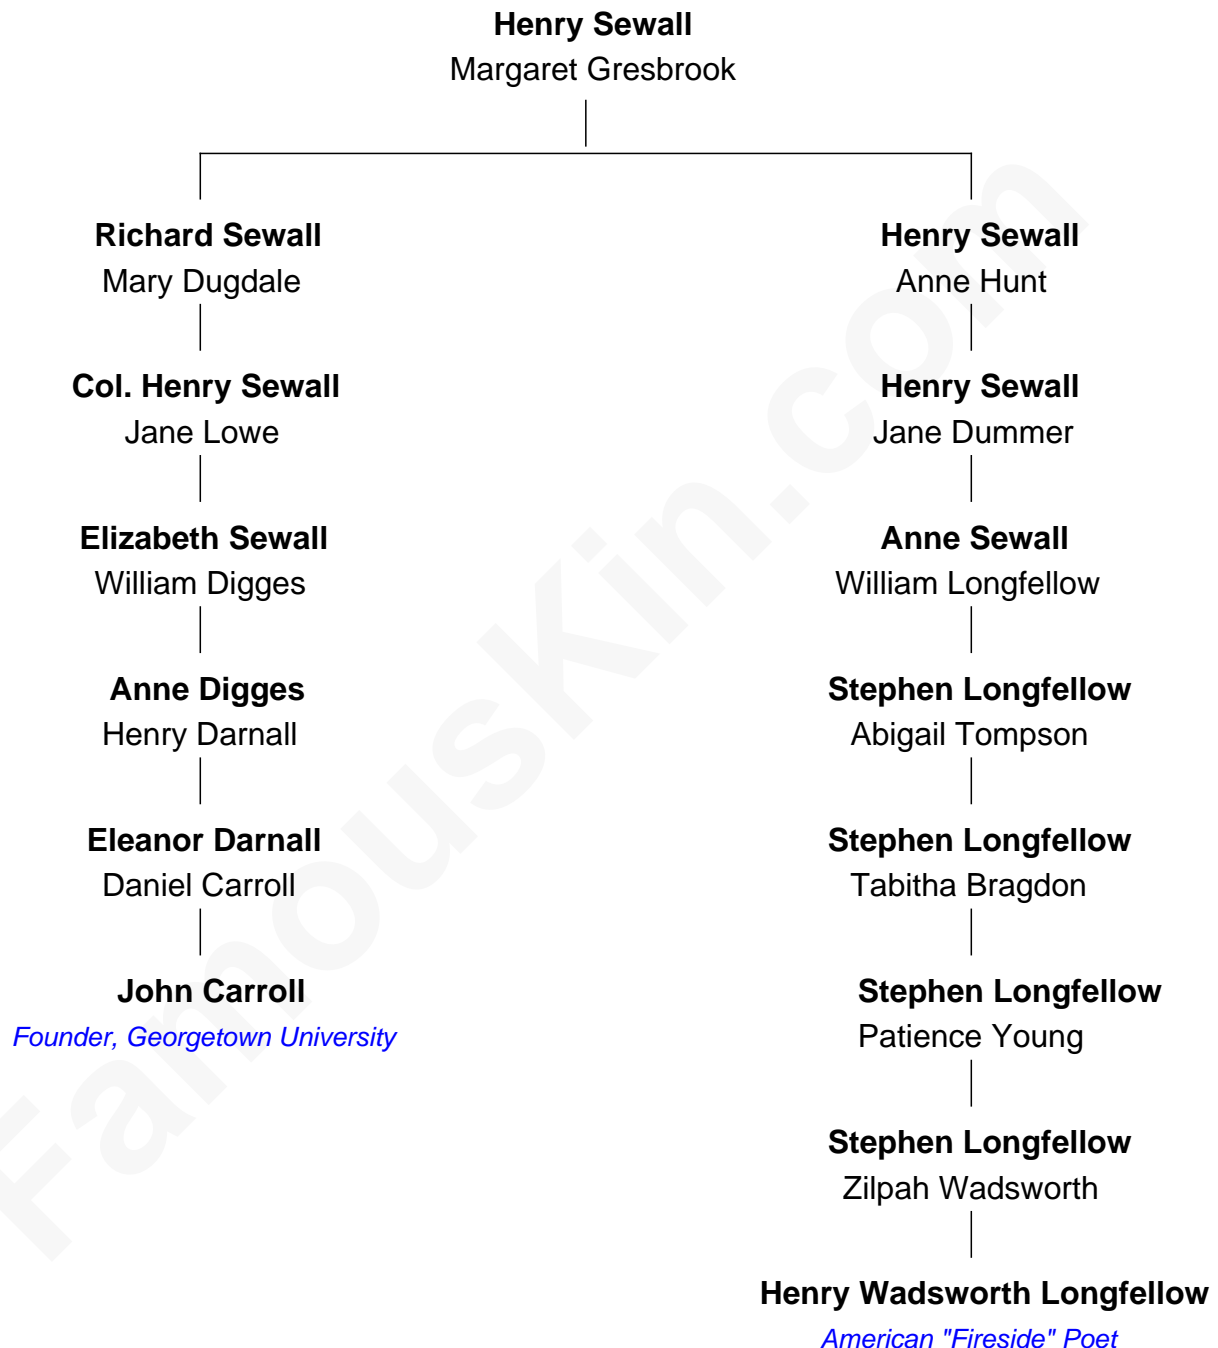 Henry Sewall
Margaret Gresbrook
Richard Sewall
Mary Dugdale
Col. Henry Sewall
Jane Lowe
Elizabeth Sewall
William Digges
Anne Digges
Henry Darnall
Eleanor Darnall
Daniel Carroll
John Carroll
Founder, Georgetown University
Henry Sewall
Anne Hunt
Henry Sewall
Jane Dummer
Anne Sewall
William Longfellow
Stephen Longfellow
Abigail Tompson
Stephen Longfellow
Tabitha Bragdon
Stephen Longfellow
Patience Young
Stephen Longfellow
Zilpah Wadsworth
Henry Wadsworth Longfellow
American "Fireside" Poet
FamousKin.com